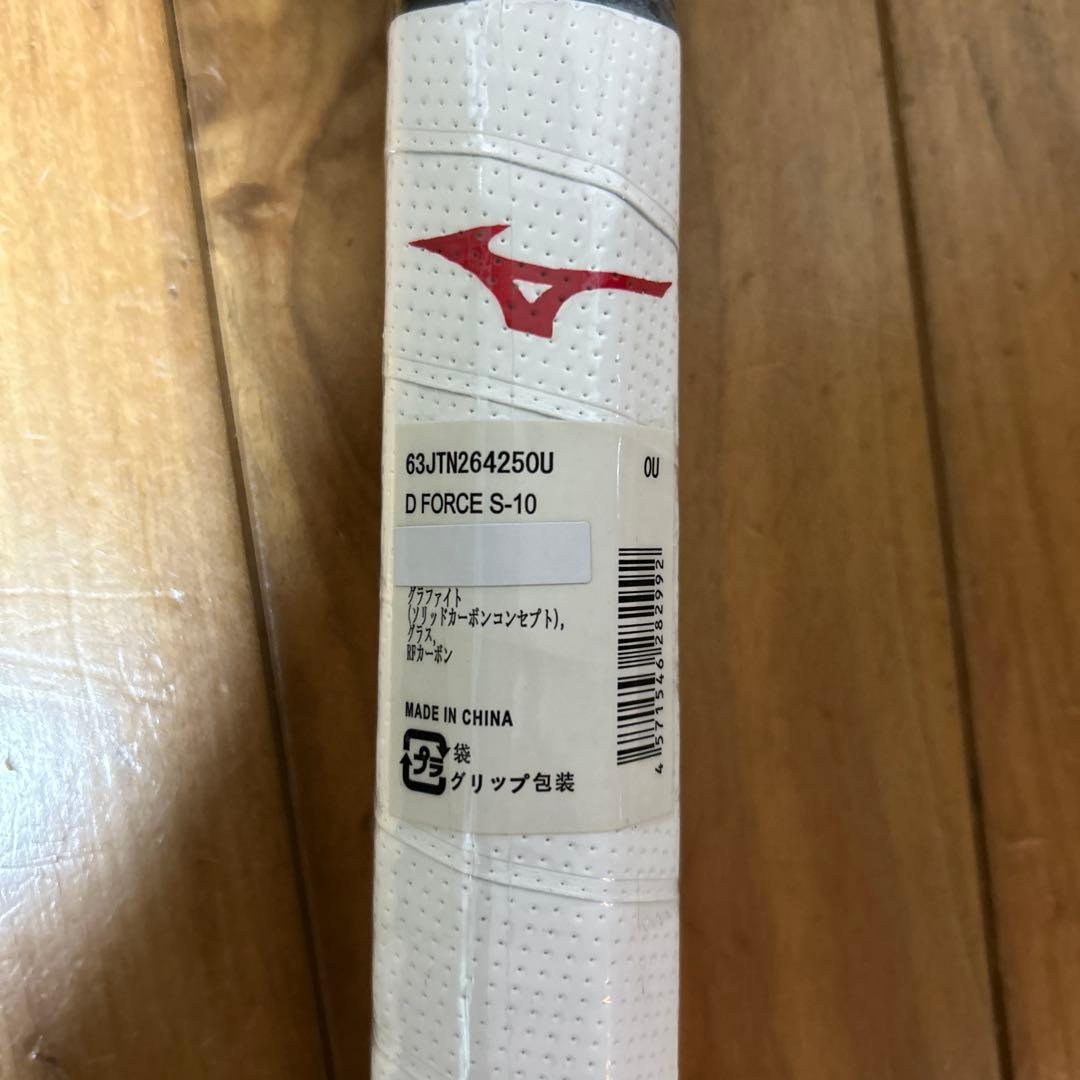 63JTN264250U
0U
D FORCE S-10
グラファイト
(ソリッドカーボンコンセプト),
グラス,
RFカーボン
MADE IN CHINA
プラ
袋
グリップ包装
4571546282992